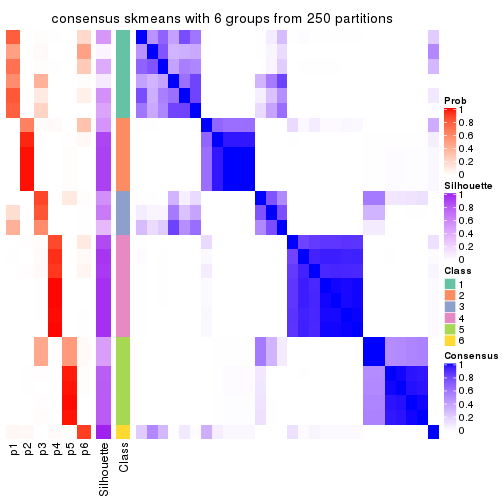 consensus skmeans with 6 groups from 250 partitions
Prob
1
0.8
0.6
0.4
0.2
0
Silhouette
1
0.8
0.6
0.4
0.2
0
Class
1
2
3
4
5
6
Consensus
1
0.8
0.6
0.4
0.2
0
p1
p2
p3
p4
p5
p6
Silhouette
Class